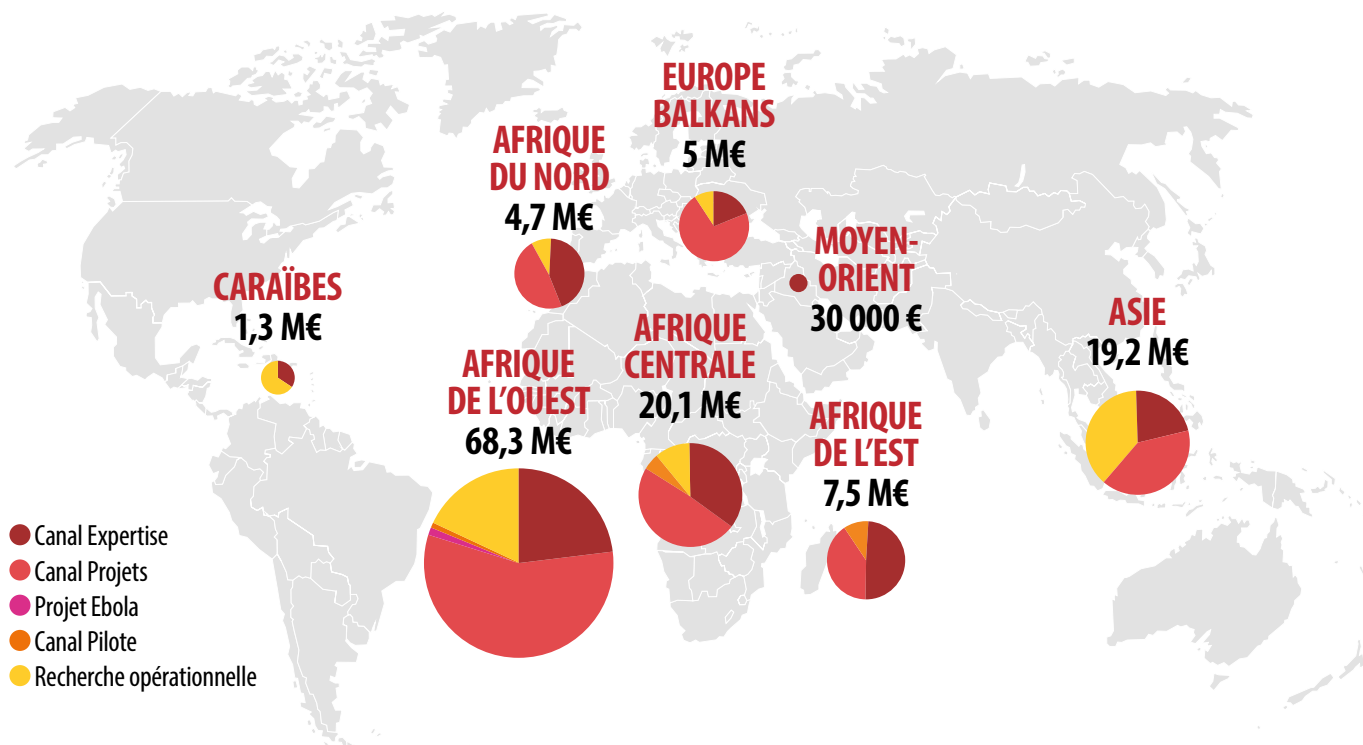 EUROPE
BALKANS
5 M€
AFRIQUE
DU NORD
4,7 M€
MOYEN-
ORIENT
30 000 €
CARAÏBES
1,3 M€
ASIE
19,2 M€
AFRIQUE
CENTRALE
20,1 M€
AFRIQUE
DE L'OUEST
68,3 M€
AFRIQUE
DE L'EST
7,5 M€
Canal Expertise
Canal Projets
Projet Ebola
Canal Pilote
Recherche opérationnelle